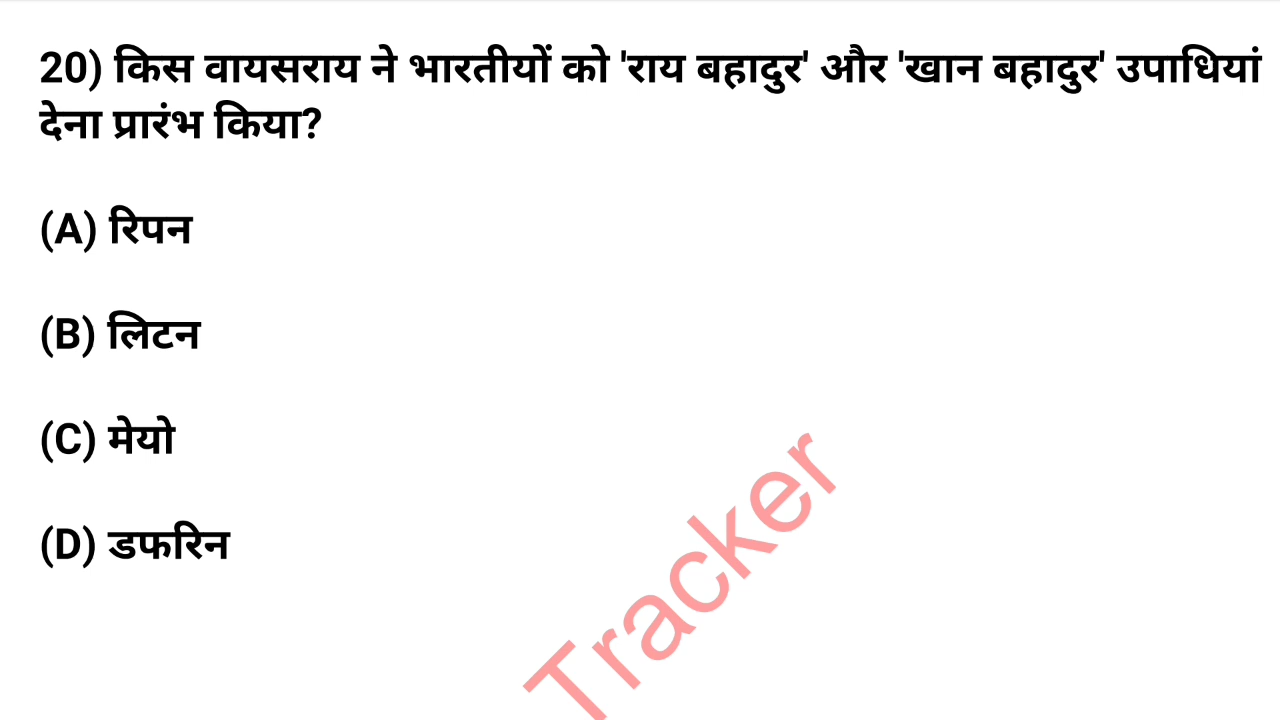 20) किस वायसराय ने भारतीयों को 'राय बहादुर' और 'खान बहादुर' उपाधियां
देना प्रारंभ किया?
(A) रिपन
(B) लिटन
(C) मेयो
(D) डफरिन
Tracker